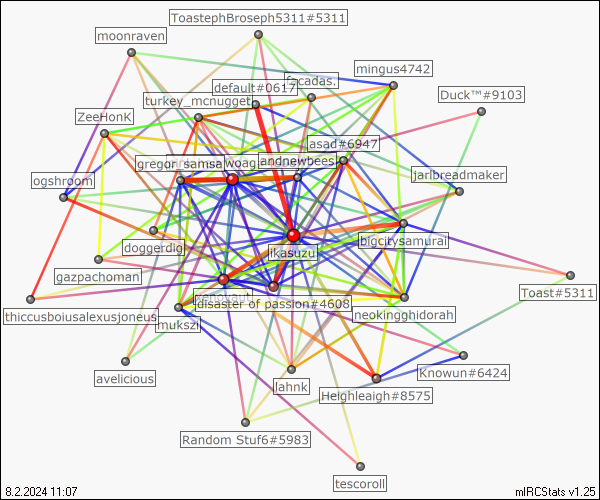 ToastephBroseph5311#5311
moonraven
mingus4742
facadas.
default#0617
Duck™#9103
turkey_mcnugget
ZeeHonk
asad#6947
gregor_samsa
woag
andnewbees
jarlbreadmaker
ogshroom
bigcitysamurai
doggerdig
ikasuzu
gazpachoman
Toast#5311
disaster of passion#4608
thiccusboiusalexusjoneus
neokingghidorah
mukszi
Knowun#6424
avelicious
lahnk
Heighleaigh#8575
Random Stuf6#5983
tescoroll
8.2.2024 11:07
mIRCStats v1.25